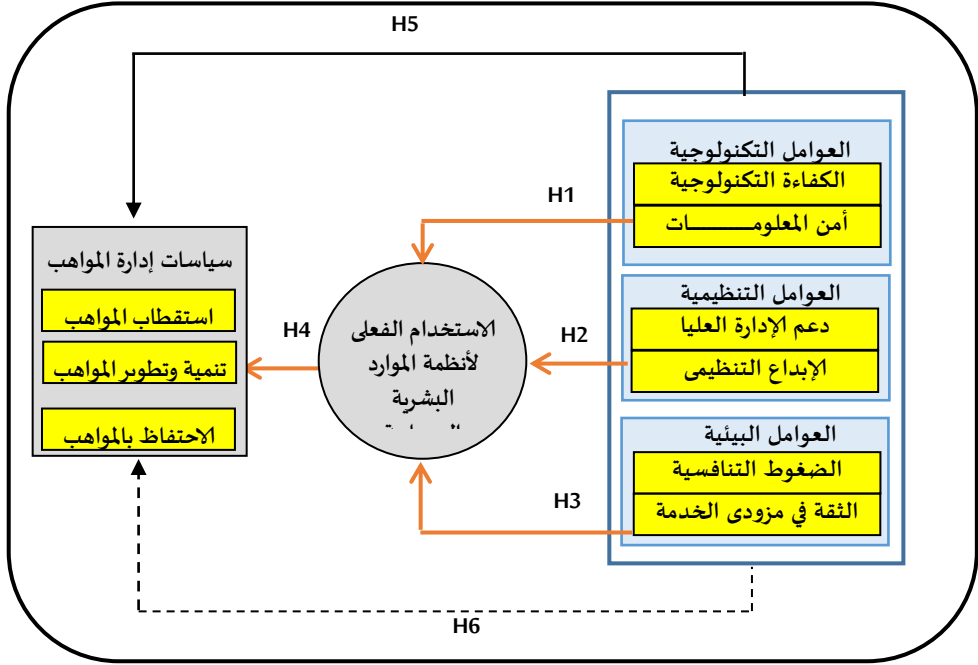 H5
العوامل التكنولوجية
الكفاءة التكنولوجية
أمن المعلومـــــــــات
H1
العوامل التنظيمية
دعم الإدارة العليا
الإبداع التنظيمى
H2
العوامل البيئية
الضغوط التنافسية
الثقة في مزودى الخدمة
H3
الاستخدام الفعلى
لأنظمة الموارد
البشرية
H4
سياسات إدارة المواهب
استقطاب المواهب
تنمية وتطوير المواهب
الاحتفاظ بالمواهب
H6